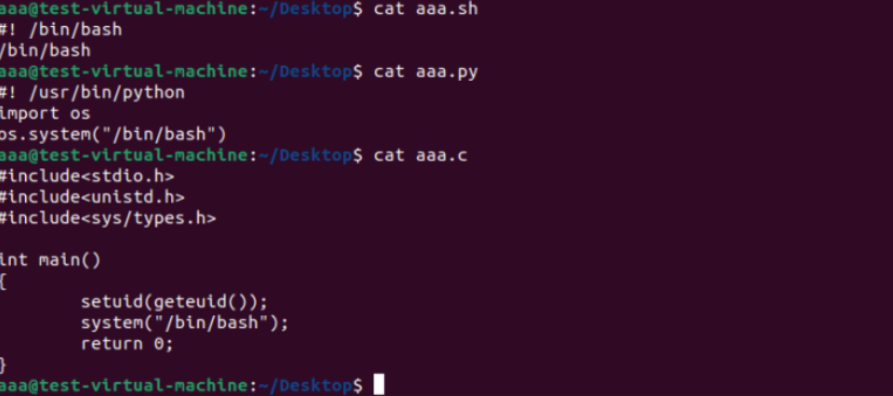 aaa@test-virtual-machine:~/Desktop$ cat aaa.sh
#! /bin/bash
/bin/bash
aaa@test-virtual-machine:~/Desktop$ cat aaa.py
#! /usr/bin/python
import os
os.system("/bin/bash")
aaa@test-virtual-machine:~/Desktop$ cat aaa.c
#include<stdio.h>
#include<unistd.h>
#include<sys/types.h>

int main()
{
        setuid(geteuid());
        system("/bin/bash");
        return 0;
}
aaa@test-virtual-machine:~/Desktop$